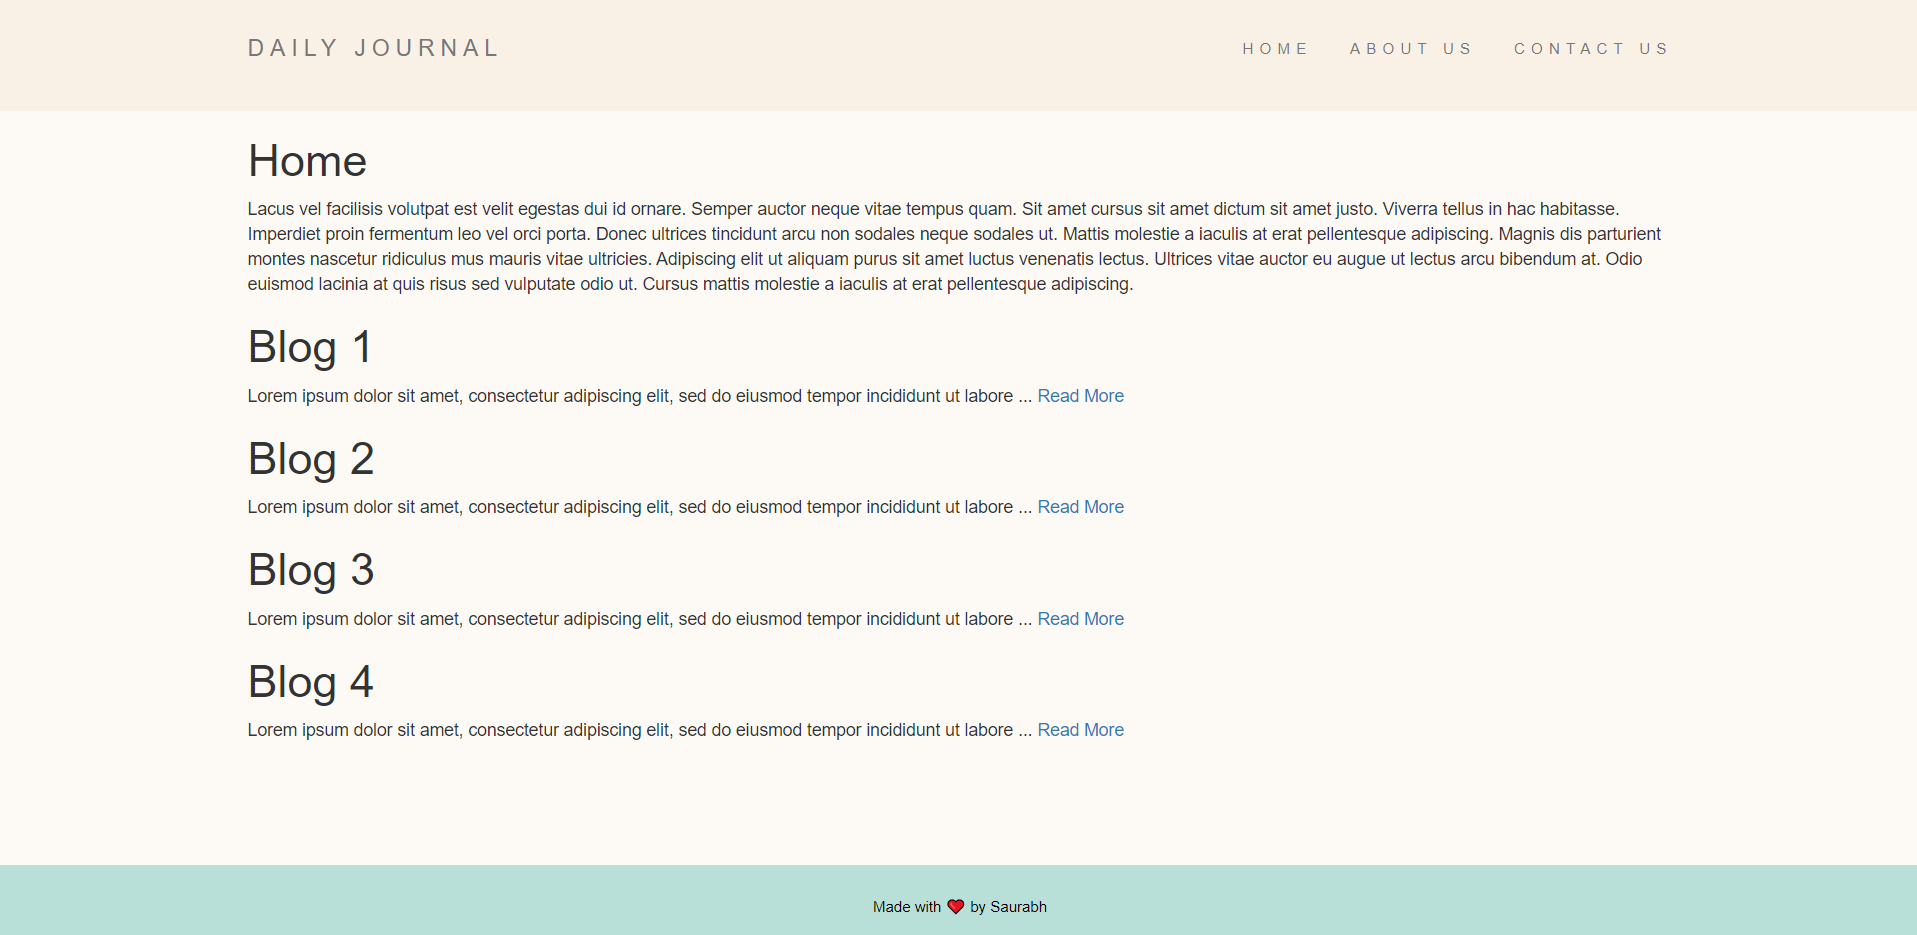 DAILY JOURNAL
HOME ABOUT US CONTACT US
Home
Lacus vel facilisis volutpat est velit egestas dui id ornare. Semper auctor neque vitae tempus quam. Sit amet cursus sit amet dictum sit amet justo. Viverra tellus in hac habitasse.
Imperdiet proin fermentum leo vel orci porta. Donec ultrices tincidunt arcu non sodales neque sodales ut. Mattis molestie a iaculis at erat pellentesque adipiscing. Magnis dis parturient
montes nascetur ridiculus mus mauris vitae ultricies. Adipiscing elit ut aliquam purus sit amet luctus venenatis lectus. Ultrices vitae auctor eu augue ut lectus arcu bibendum at. Odio
euismod lacinia at quis risus sed vulputate odio ut. Cursus mattis molestie a iaculis at erat pellentesque adipiscing.
Blog 1
Lorem ipsum dolor sit amet, consectetur adipiscing elit, sed do eiusmod tempor incididunt ut labore ... Read More
Blog 2
Lorem ipsum dolor sit amet, consectetur adipiscing elit, sed do eiusmod tempor incididunt ut labore ... Read More
Blog 3
Lorem ipsum dolor sit amet, consectetur adipiscing elit, sed do eiusmod tempor incididunt ut labore ... Read More
Blog 4
Lorem ipsum dolor sit amet, consectetur adipiscing elit, sed do eiusmod tempor incididunt ut labore ... Read More
Made with ❤ by Saurabh